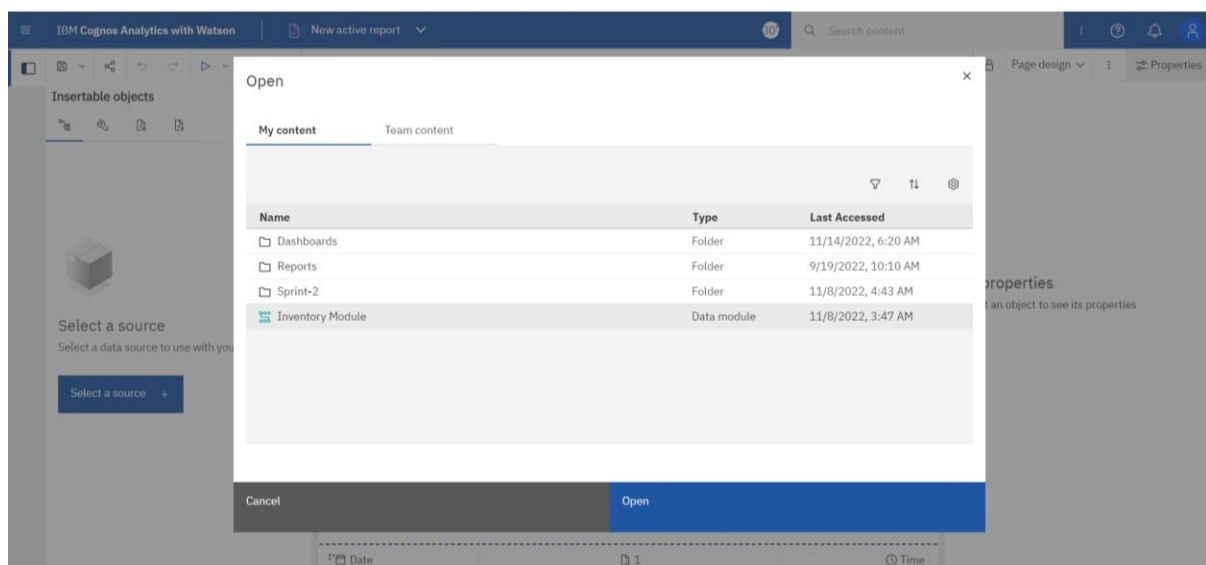 IBM Cognos Analytics with Watson
New active report
30
Search content
Page design
Properties
Insertable objects
Open
My content
Team content
Name Type Last Accessed
Dashboards Folder 11/14/2022, 6:20 AM
Reports Folder 9/19/2022, 10:10 AM
Sprint-2 Folder 11/8/2022, 4:43 AM
Inventory Module Data module 11/8/2022, 3:47 AM
Select a source
Select a data source to use with you
Select a source +
properties
t an object to see its properties
Cancel
Open
Date 1 Time